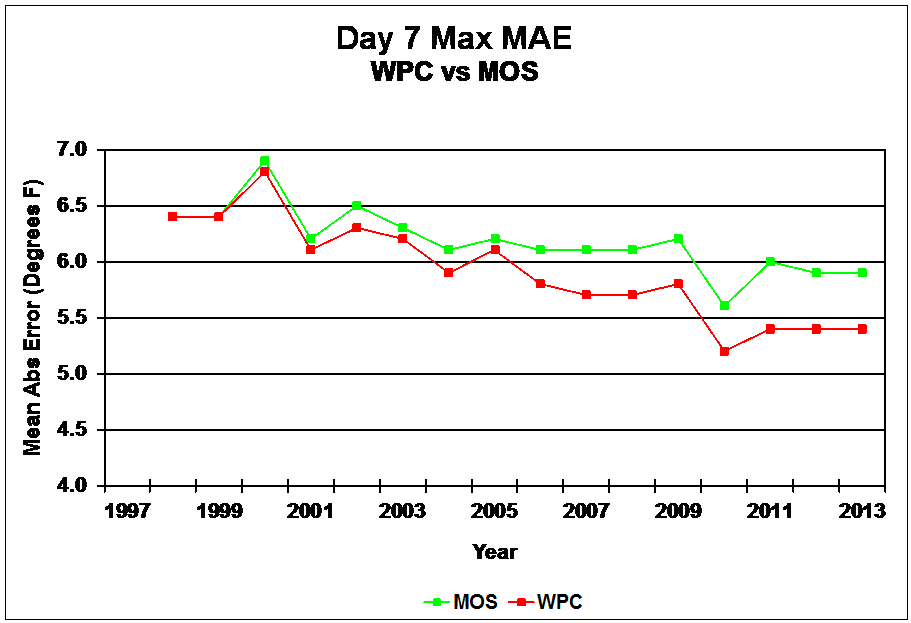 Day 7 Max MAE
WPC vs MOS
Mean Abs Error (Degrees F)
7.0
6.5
6.0
5.5
5.0
4.5
4.0
1997 1999 2001 2003 2005 2007 2009 2011 2013
Year
MOS WPC